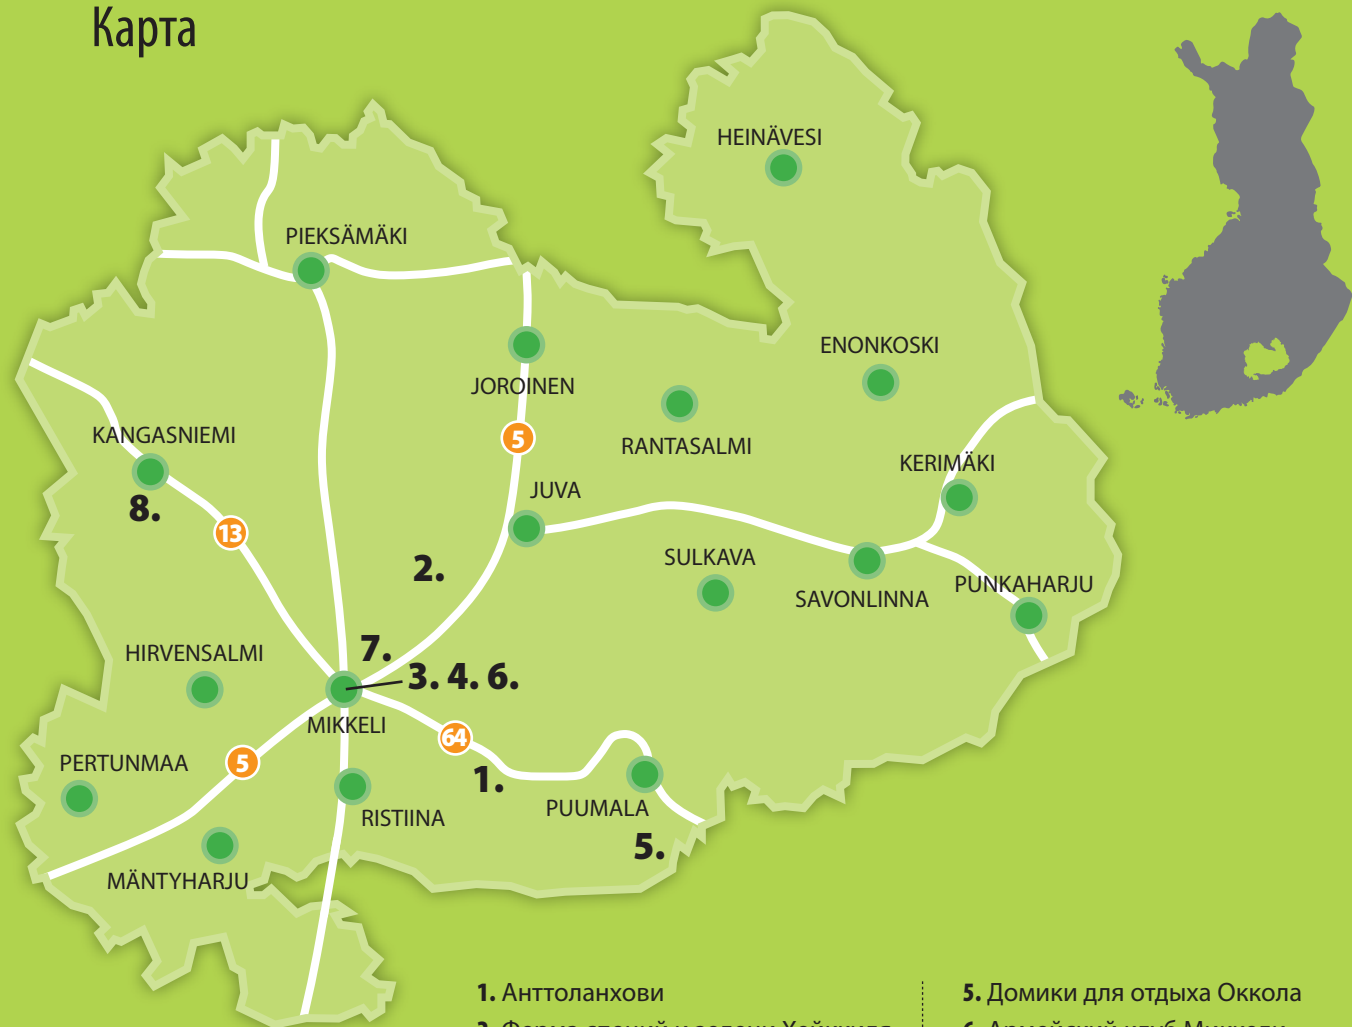 Карта
HEINÄVESI
PIEKSÄMÄKI
ENONKOSKI
JOROINEN
KANGASNIEMI
5
RANTASALMI
KERIMÄKI
JUVA
8.
13
2.
SULKAVA
SAVONLINNA
PUNKAHARJU
7.
HIRVENSALMI
3. 4. 6.
MIKKELI
64
PERTUNMAA
5
1.
PUUMALA
RISTIINA
5.
MÄNTYHARJU
1. Анттоланхови
5. Домики для отдыха Оккола